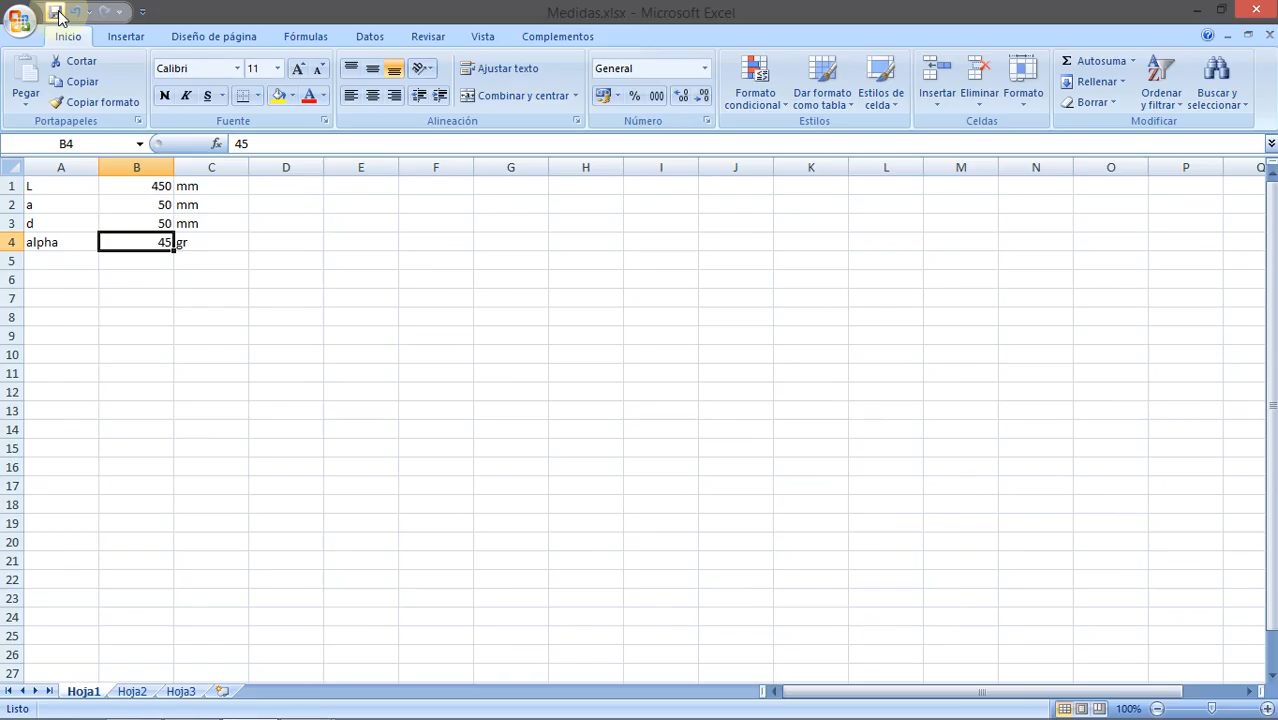 Medidas.xlsx - Microsoft Excel
Inicio Insertar Diseño de página Fórmulas Datos Revisar Vista Complementos
Pegar
Cortar
Copiar
Copiar formato
Portapapeles
Calibri 11
N K S
Fuente
Ajustar texto
Combinar y centrar
Alineación
General
% 000
Número
Formato condicional
Dar formato como tabla
Estilos de celda
Estilos
Insertar Eliminar Formato
Celdas
Σ Autosuma
Rellenar
Borrar
Ordenar y filtrar
Buscar y seleccionar
Modificar
B4 fx 45
A B C D E F G H I J K L M N O P Q
1 L 450 mm
2 a 50 mm
3 d 50 mm
4 alpha 45 gr
5
6
7
8
9
10
11
12
13
14
15
16
17
18
19
20
21
22
23
24
25
26
27
Hoja1 Hoja2 Hoja3
Listo 100%